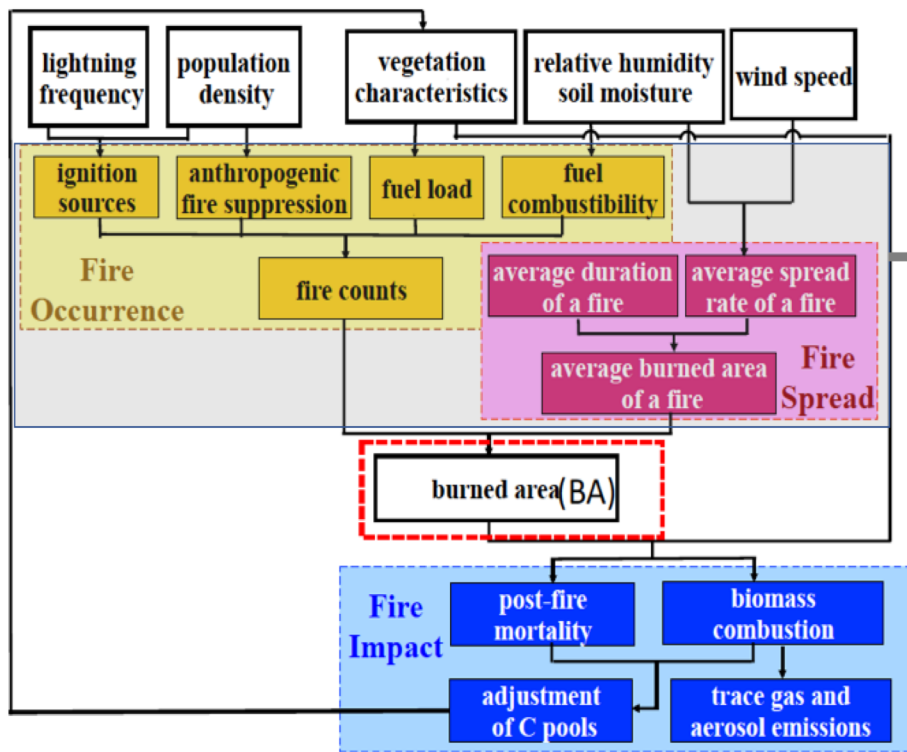 lightning
frequency
population
density
vegetation
characteristics
relative humidity
soil moisture
wind speed
ignition
sources
anthropogenic
fire suppression
fuel load
fuel
combustibility
Fire
Occurrence
fire counts
average duration
of a fire
average spread
rate of a fire
average burned area
of a fire
Fire
Spread
burned area(BA)
Fire
Impact
post-fire
mortality
biomass
combustion
adjustment
of C pools
trace gas and
aerosol emissions